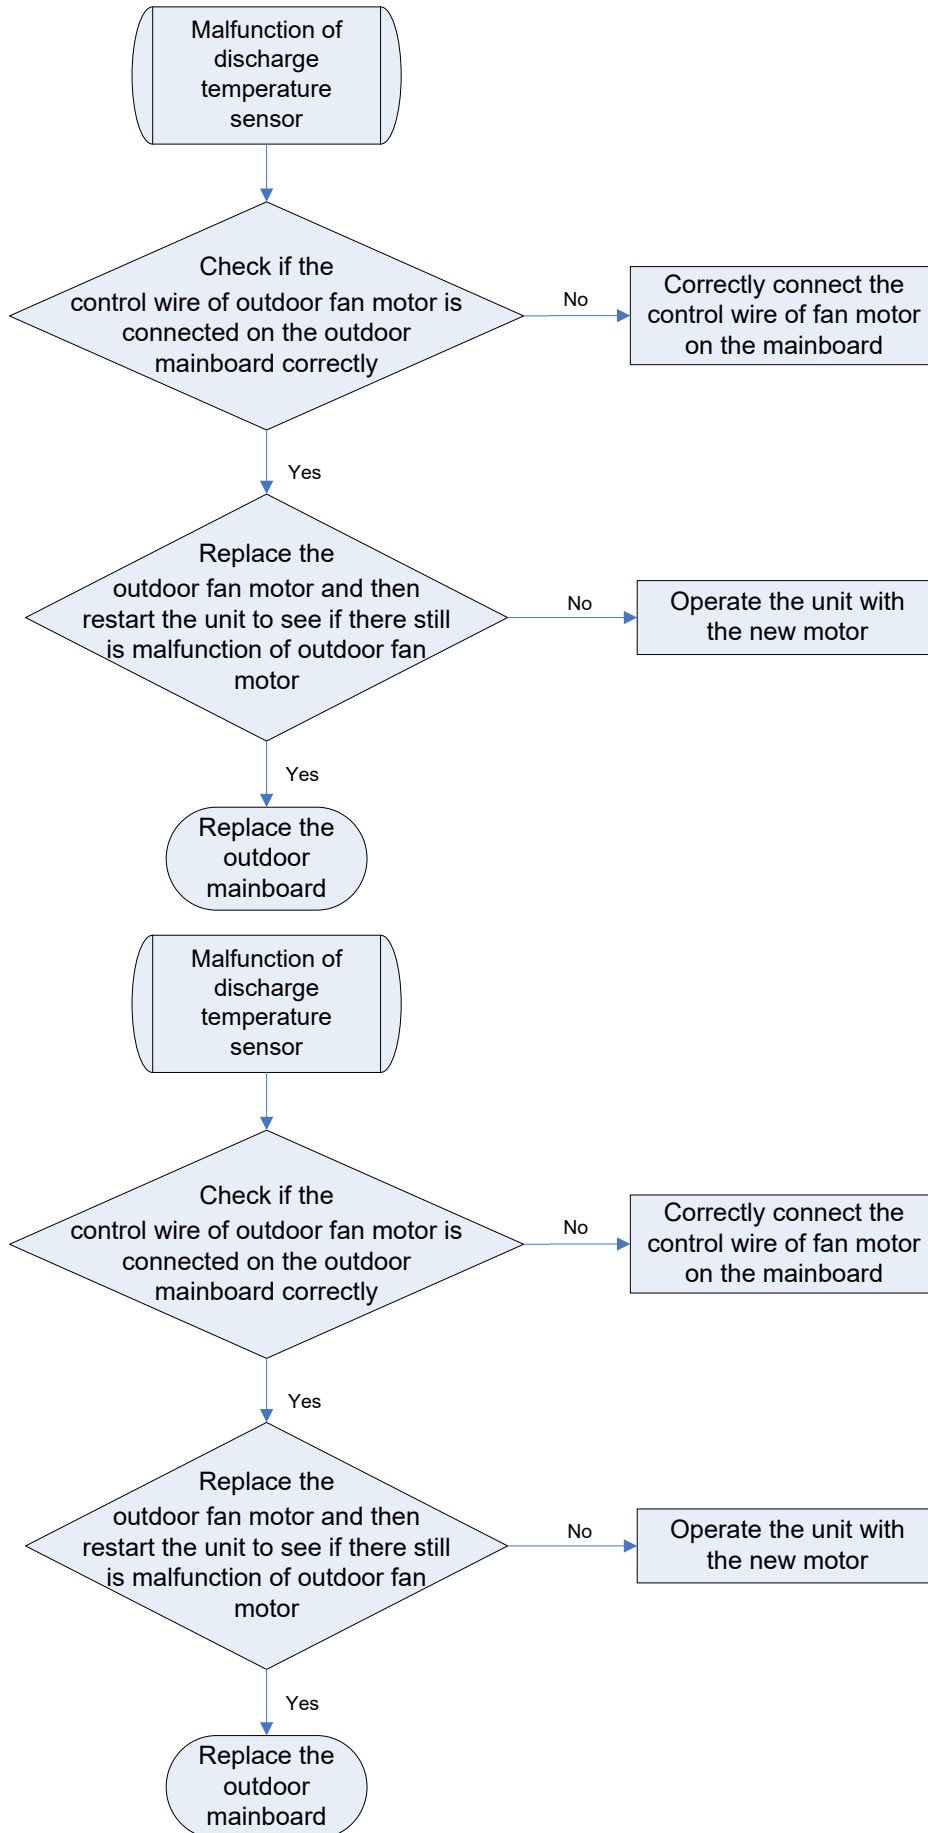 Malfunction of
discharge
temperature
sensor
Check if the
control wire of outdoor fan motor is
connected on the outdoor
mainboard correctly
No
Correctly connect the
control wire of fan motor
on the mainboard
Yes
Replace the
outdoor fan motor and then
restart the unit to see if there still
is malfunction of outdoor fan
motor
No
Operate the unit with
the new motor
Yes
Replace the
outdoor
mainboard
Malfunction of
discharge
temperature
sensor
Check if the
control wire of outdoor fan motor is
connected on the outdoor
mainboard correctly
No
Correctly connect the
control wire of fan motor
on the mainboard
Yes
Replace the
outdoor fan motor and then
restart the unit to see if there still
is malfunction of outdoor fan
motor
No
Operate the unit with
the new motor
Yes
Replace the
outdoor
mainboard